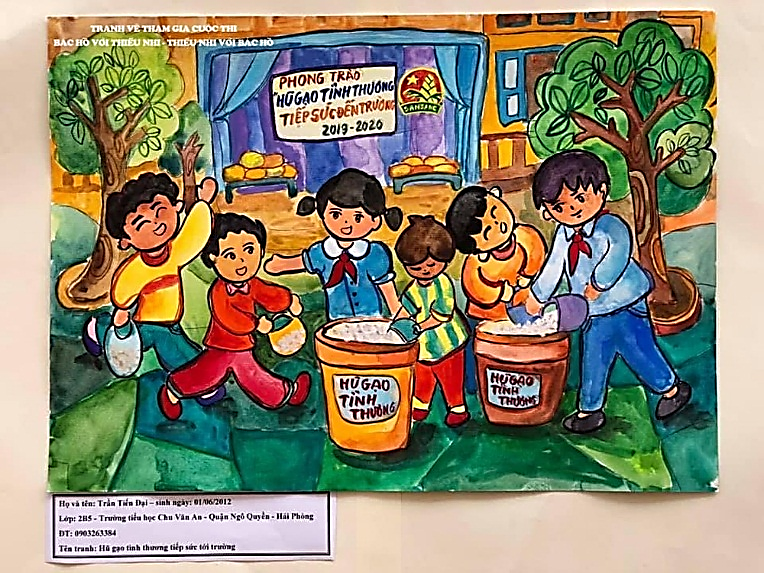 TRANH VẼ THAM GIA CUỘC THI
BÁC HỒ VỚI THIẾU NHI - THIẾU NHI VỚI BÁC HỒ
PHONG TRÀO
"HŨ GẠO TÌNH THƯƠNG
TIẾP SỨC ĐẾN TRƯỜNG
2019-2020
HŨ GẠO
TÌNH
THƯƠNG
HŨ GẠO
TÌNH
THƯƠNG
Họ và tên: Trần Tiến Đại – sinh ngày: 01/06/2012
Lớp: 2B5 - Trường tiểu học Chu Văn An - Quận Ngô Quyền - Hải Phòng
ĐT: 0903263384
Tên tranh: Hũ gạo tình thương tiếp sức tới trường